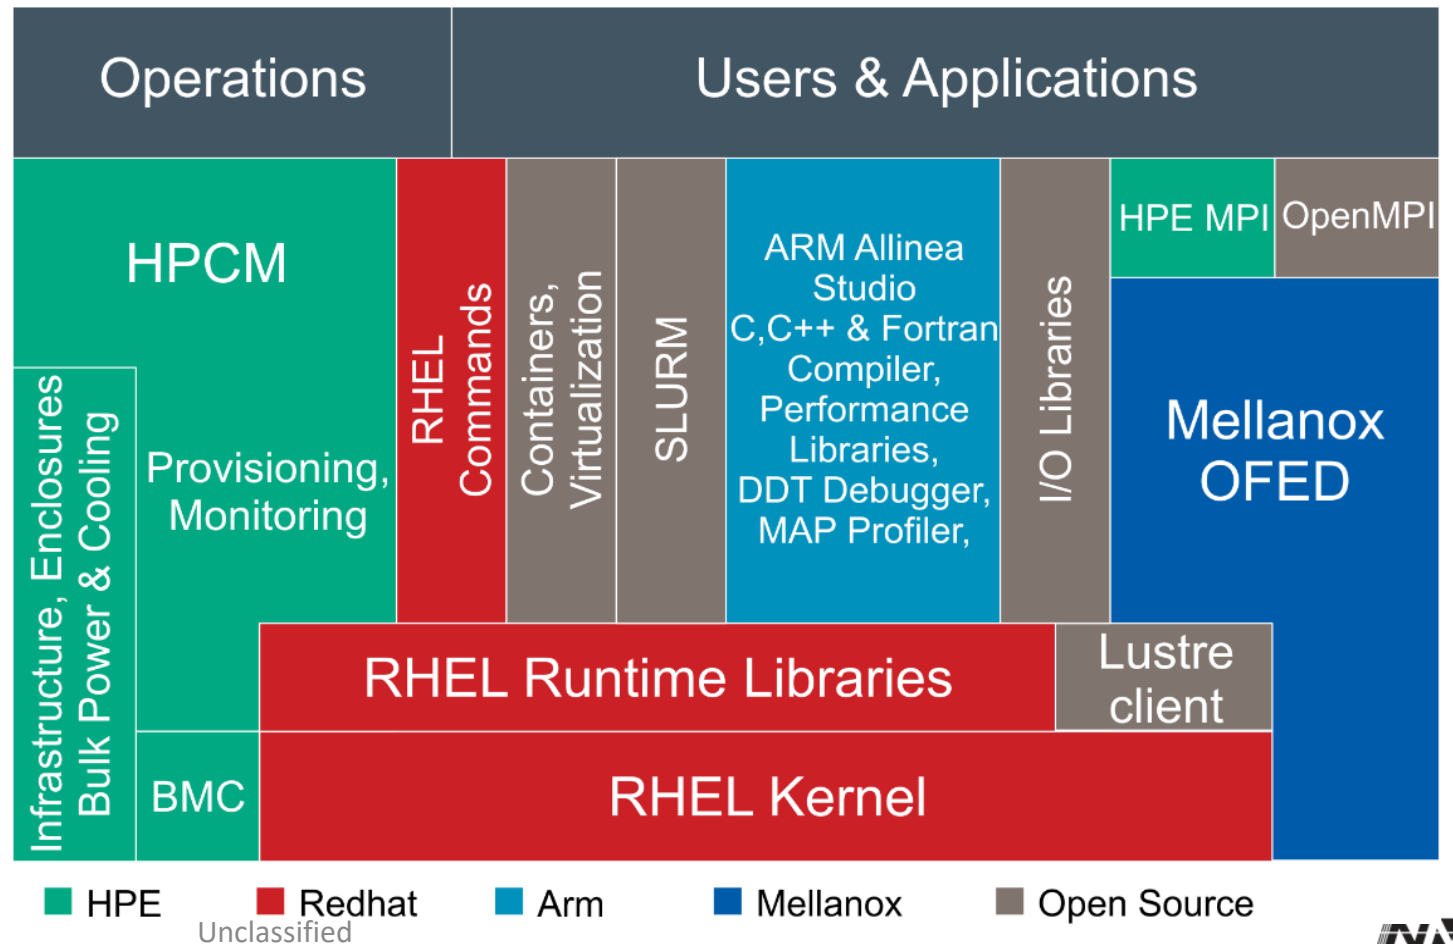 Operations
Users & Applications
HPCM
Provisioning,
Monitoring
Infrastructure, Enclosures
Bulk Power & Cooling
BMC
RHEL
Commands
Containers,
Virtualization
SLURM
ARM Allinea
Studio
C,C++ & Fortran
Compiler,
Performance
Libraries,
DDT Debugger,
MAP Profiler,
I/O Libraries
HPE MPI
OpenMPI
Mellanox
OFED
RHEL Runtime Libraries
Lustre
client
RHEL Kernel
HPE
Redhat
Arm
Mellanox
Open Source
Unclassified